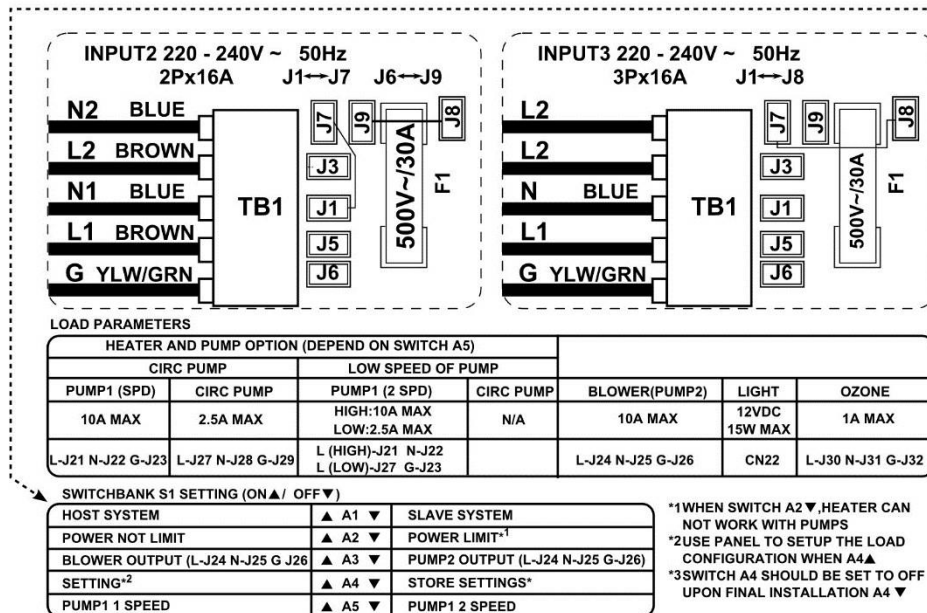 INPUT2 220 - 240V ~ 50Hz
2Px16A J1↔J7 J6↔J9
N2 BLUE
L2 BROWN
N1 BLUE
L1 BROWN
G YLW/GRN
TB1
J7
J9
J8
J3
J1
J5
J6
500V~/30A
F1
INPUT3 220 - 240V ~ 50Hz
3Px16A J1↔J8
L2
L2
N BLUE
L1
G YLW/GRN
TB1
J7
J9
J8
J3
J1
J5
J6
500V~/30A
F1
LOAD PARAMETERS
HEATER AND PUMP OPTION (DEPEND ON SWITCH A5)
CIRC PUMP LOW SPEED OF PUMP
PUMP1 (SPD) CIRC PUMP PUMP1 (2 SPD) CIRC PUMP BLOWER(PUMP2) LIGHT OZONE
10A MAX 2.5A MAX HIGH:10A MAX LOW:2.5A MAX N/A 10A MAX 12VDC 15W MAX 1A MAX
L-J21 N-J22 G-J23 L-J27 N-J28 G-J29 L (HIGH)-J21 N-J22 L (LOW)-J27 G-J23 L-J24 N-J25 G-J26 CN22 L-J30 N-J31 G-J32
SWITCHBANK S1 SETTING (ON▲/ OFF▼)
HOST SYSTEM ▲ A1 ▼ SLAVE SYSTEM
POWER NOT LIMIT ▲ A2 ▼ POWER LIMIT*1
BLOWER OUTPUT (L-J24 N-J25 G J26 ▲ A3 ▼ PUMP2 OUTPUT (L-J24 N-J25 G-J26)
SETTING*2 ▲ A4 ▼ STORE SETTINGS*
PUMP1 1 SPEED ▲ A5 ▼ PUMP1 2 SPEED
*1WHEN SWITCH A2▼,HEATER CAN
NOT WORK WITH PUMPS
*2USE PANEL TO SETUP THE LOAD
CONFIGURATION WHEN A4▲
*3SWITCH A4 SHOULD BE SET TO OFF
UPON FINAL INSTALLATION A4 ▼